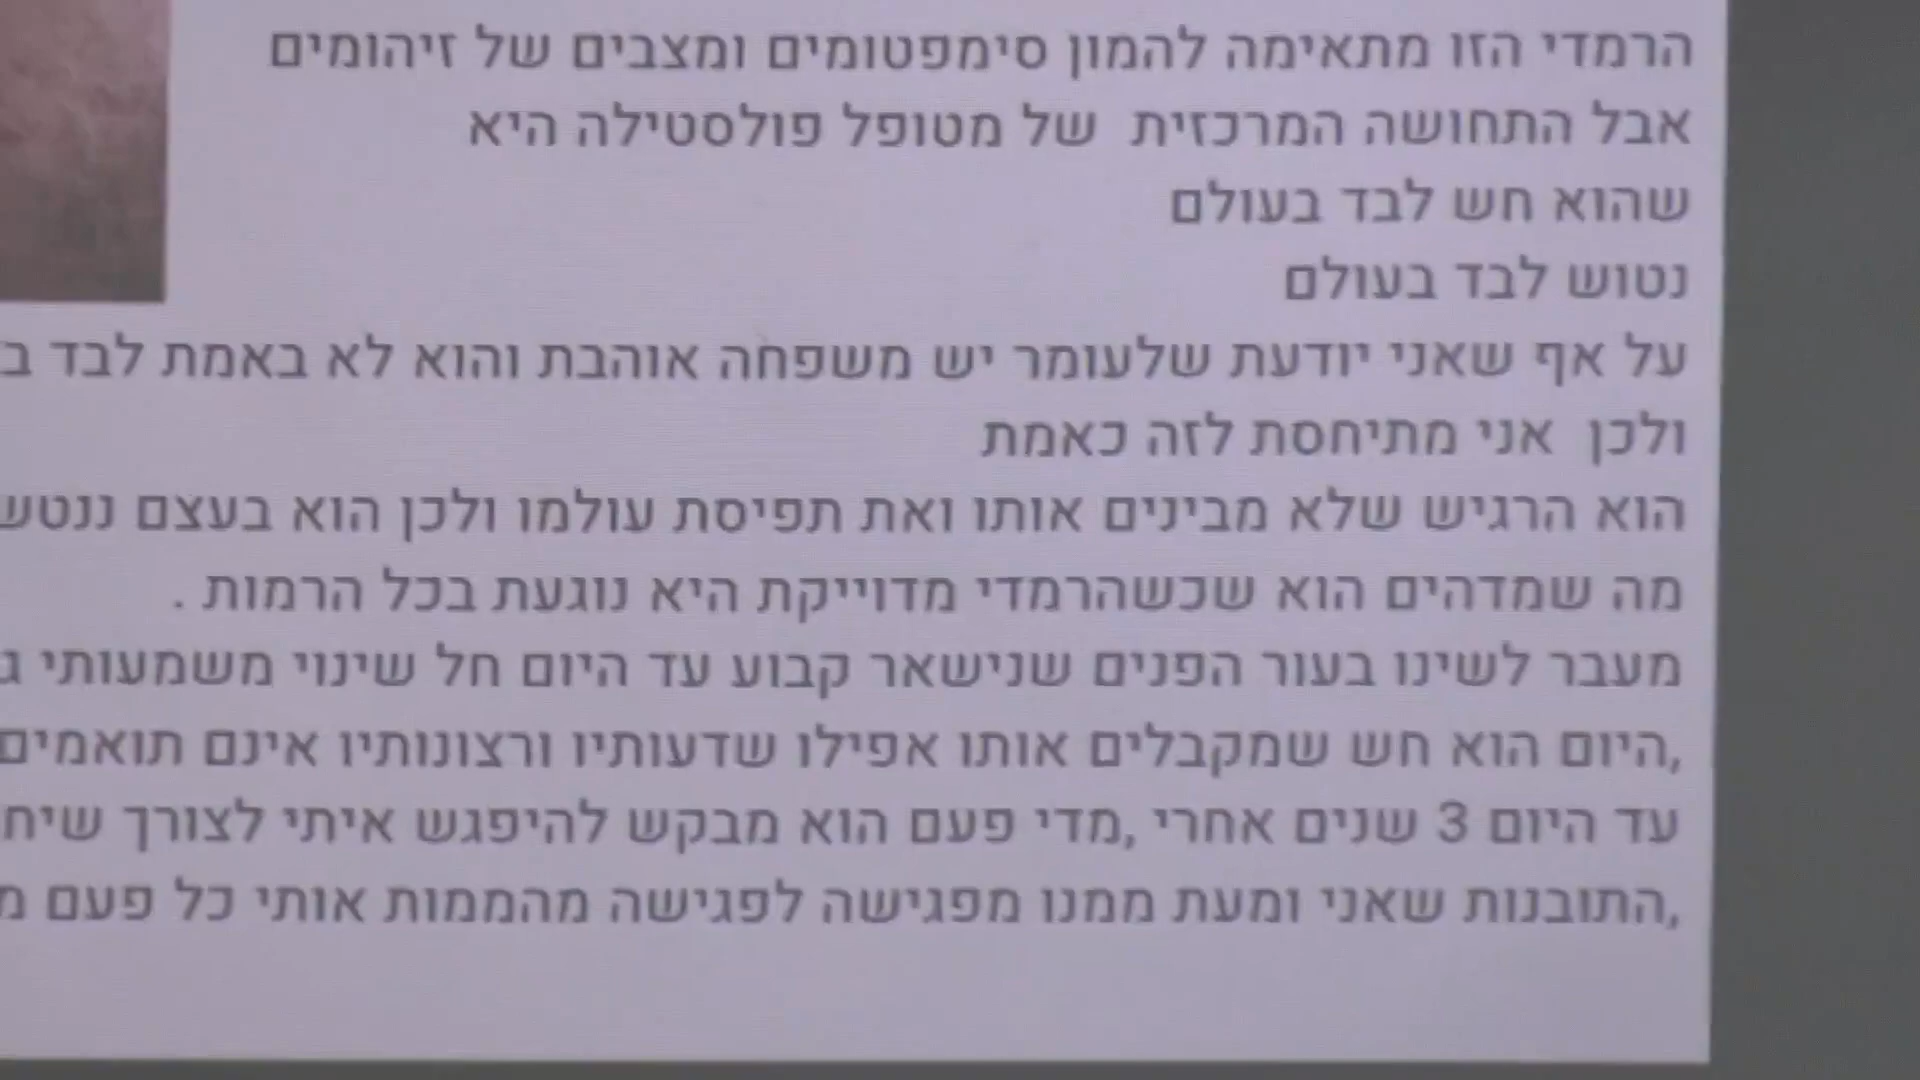 הרמדי הזו מתאימה להמון סימפטומים ומצבים של זיהומים
אבל התחושה המרכזית של מטופל פולסטילה היא
שהוא חש לבד בעולם
נטוש לבד בעולם
על אף שאני יודעת שלעומר יש משפחה אוהבת והוא לא באמת לבד
ולכן אני מתיחסת לזה כאמת
הוא הרגיש שלא מבינים אותו ואת תפיסת עולמו ולכן הוא בעצם ננטש
מה שמדהים הוא שכשהרמדי מדוייקת היא נוגעת בכל הרמות .
מעבר לשינו בעור הפנים שנישאר קבוע עד היום חל שינוי משמעותי
,היום הוא חש שמקבלים אותו אפילו שדעותיו ורצונותיו אינם תואמים
עד היום 3 שנים אחרי ,מדי פעם הוא מבקש להיפגש איתי לצורך
,התובנות שאני ומעת ממנו מפגישה לפגישה מהממות אותי כל פעם